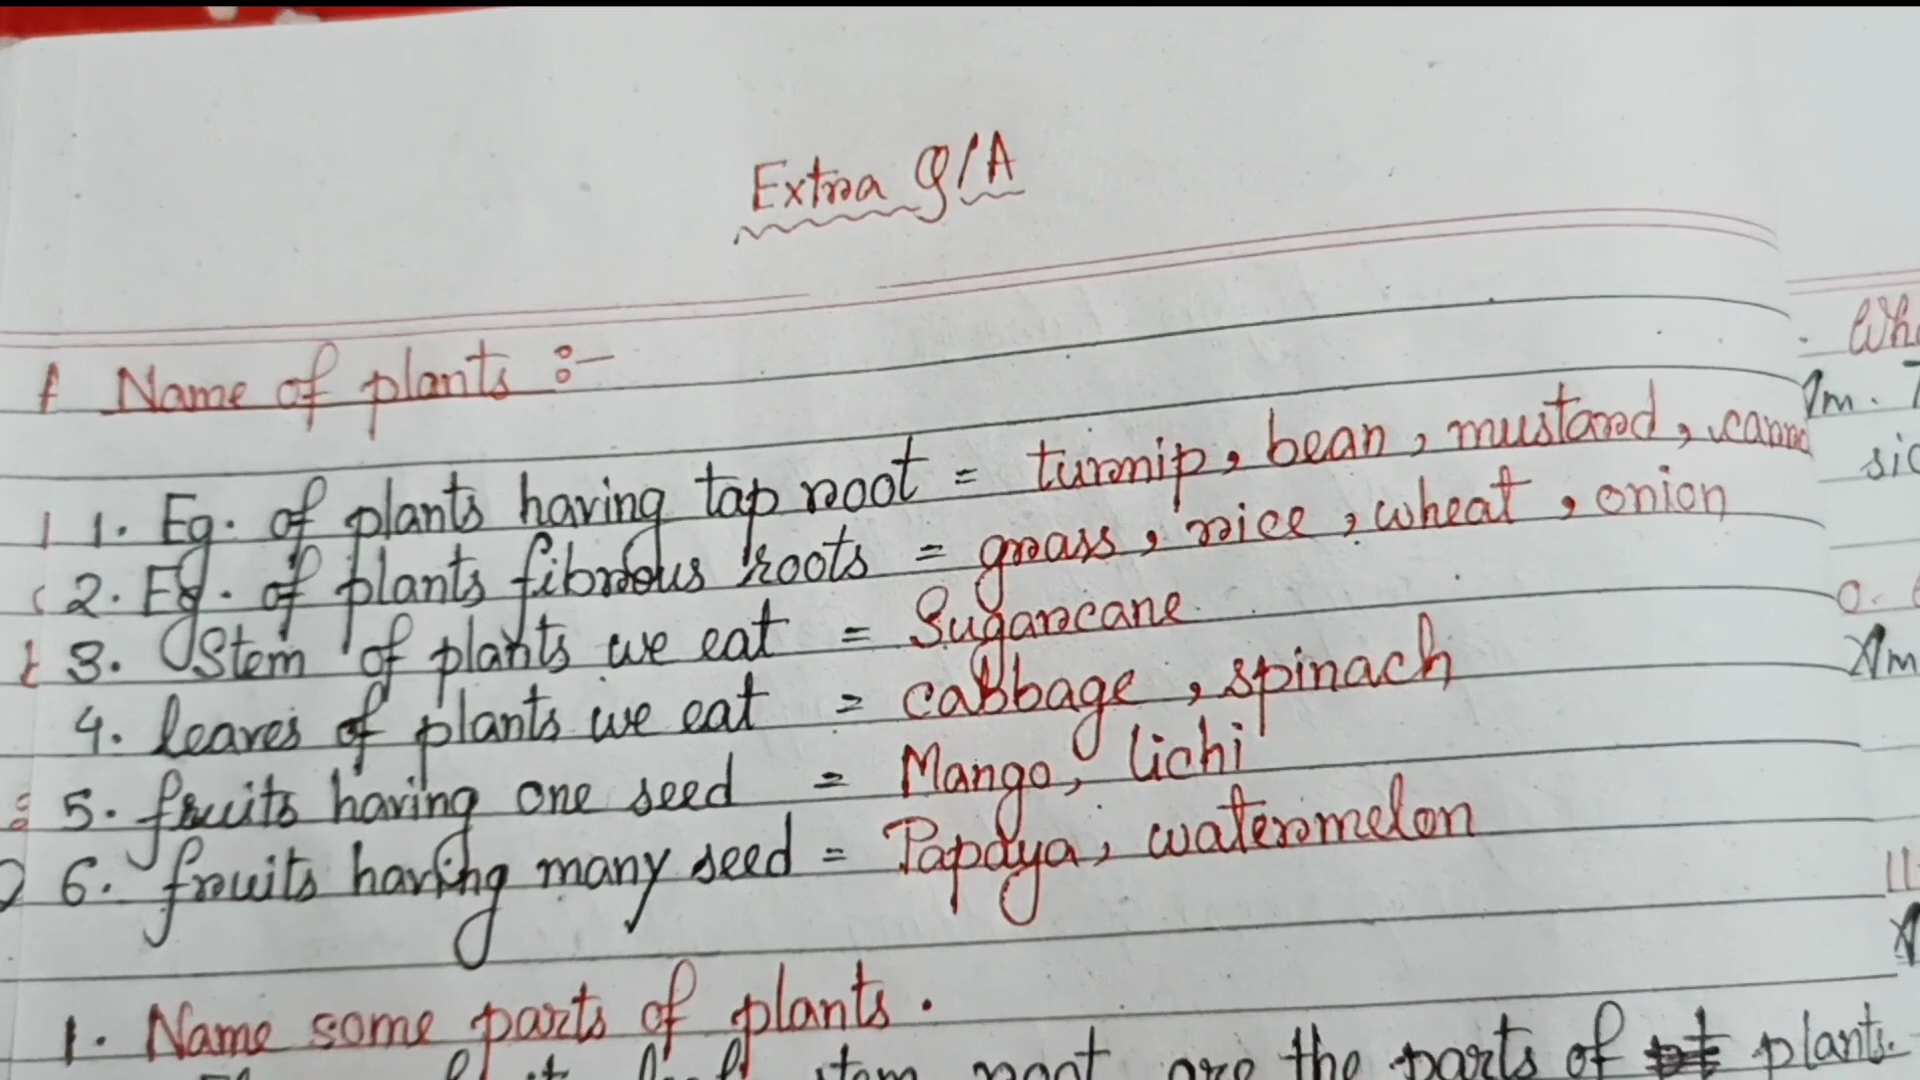 Extra Q/A
Name of plants :-
1. Eg. of plants having tap root = turnip, bean, mustard,
2. Eg. of plants fibrous roots = grass, rice, wheat, onion
3. Stem of plants we eat = Sugarcane
4. leaves of plants we eat = cabbage, spinach
5. fruits having one seed = Mango, lichi
6. fruits having many seed = Papaya, watermelon
1. Name some parts of plants.
root are the parts of plants.